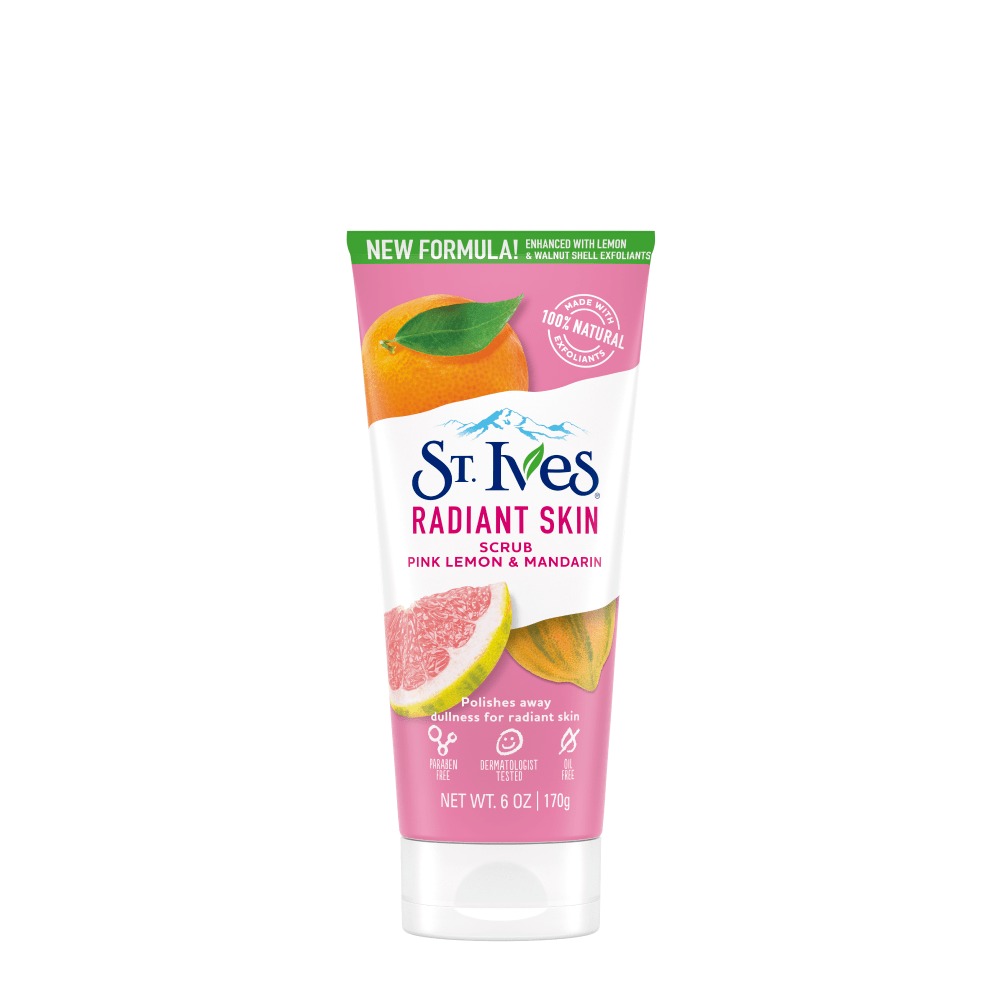 NEW FORMULA! ENHANCED WITH LEMON
& WALNUT SHELL EXFOLIANTS
MADE WITH
100% NATURAL
EXFOLIANTS
ST. Ives®
RADIANT SKIN
SCRUB
PINK LEMON & MANDARIN
Polishes away
dullness for radiant skin
PARABEN
FREE
DERMATOLOGIST
TESTED
OIL
FREE
NET WT. 6 OZ | 170g